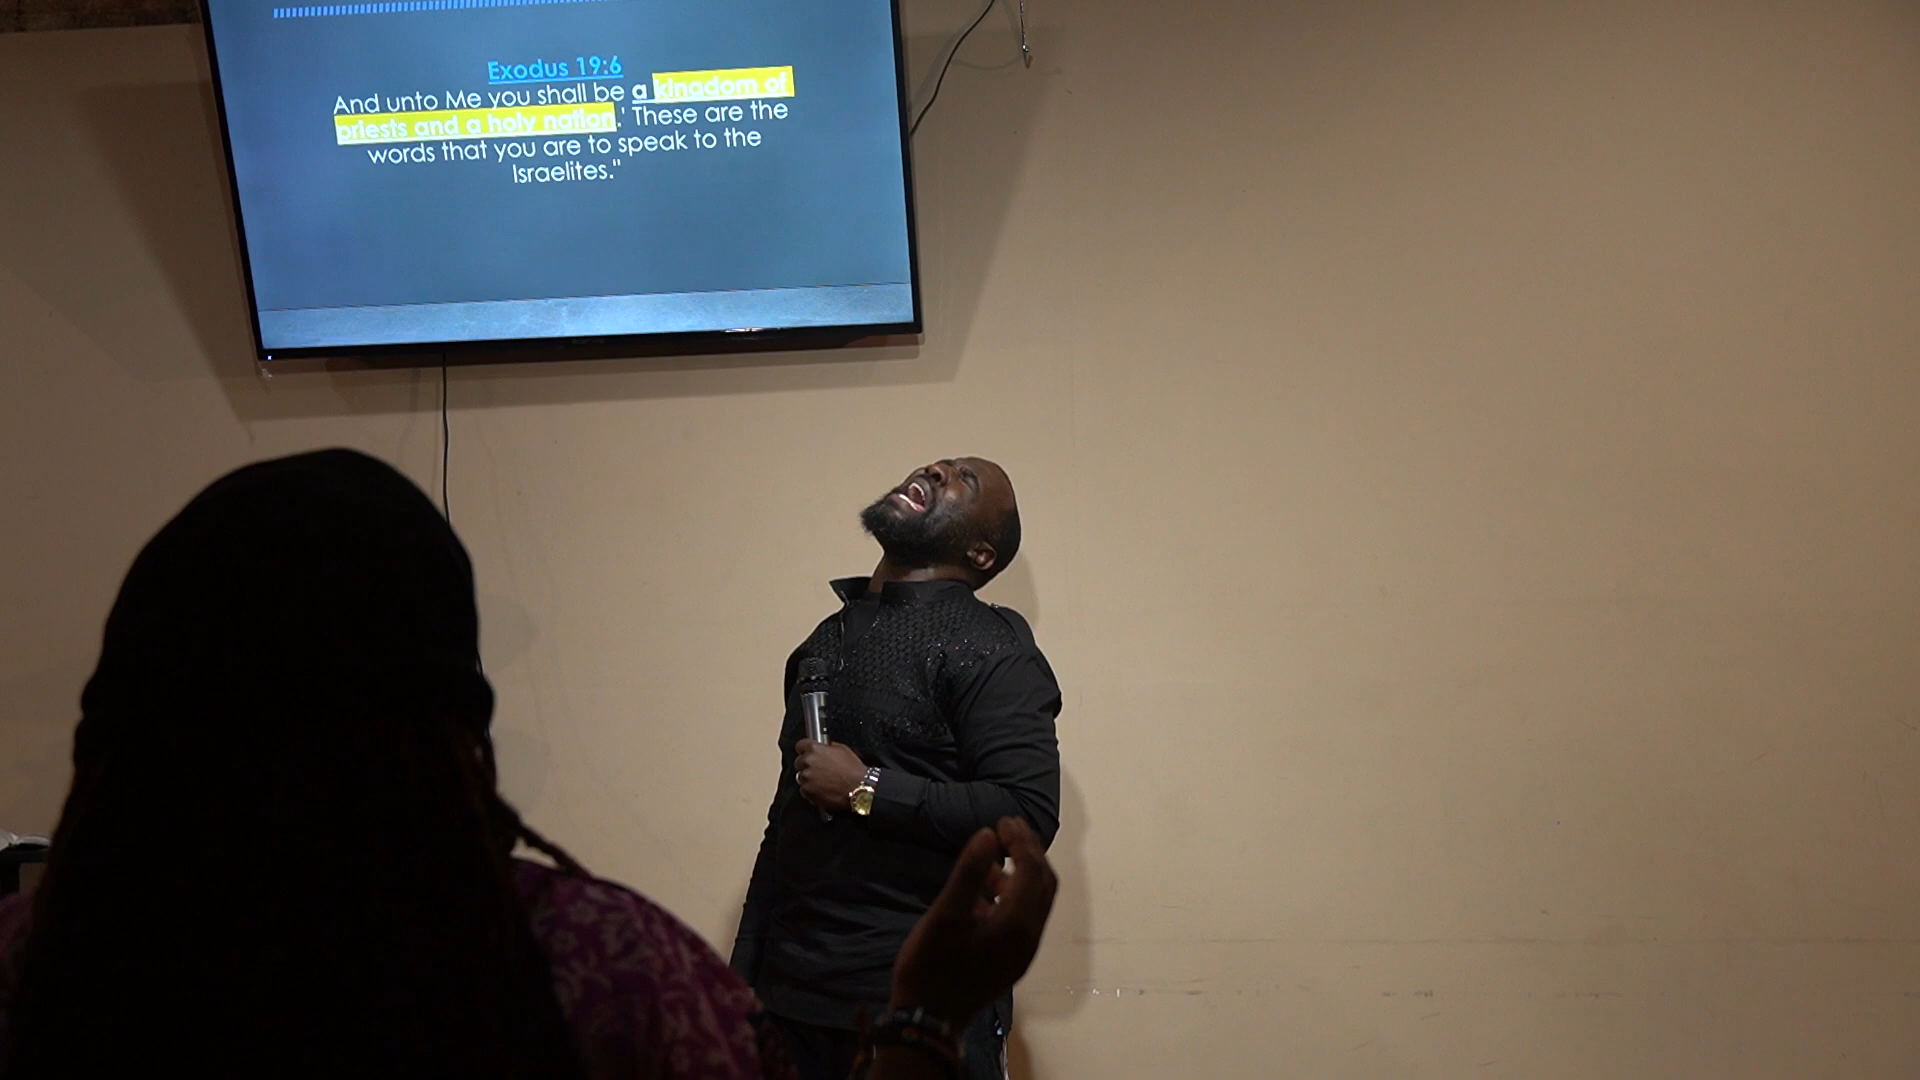 Exodus 19:6
And unto Me you shall be a kingdom of
priests and a holy nation.' These are the
words that you are to speak to the
Israelites."